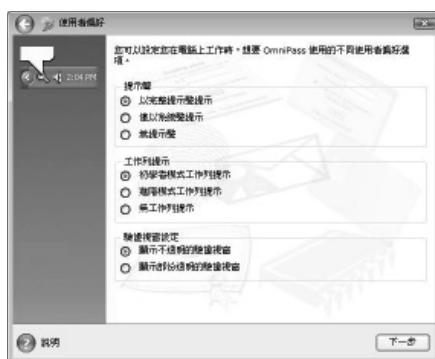 使用者偏好
您可以設定您在電腦上工作時，想要 OmniPass 使用的不同使用者偏好選
項。
2:04 PM
提示聲
以完整提示聲提示
僅以系統聲提示
無提示聲
工作列提示
初學者模式工作列提示
進階模式工作列提示
無工作列提示
驗證視窗設定
顯示不透明的驗證視窗
顯示部份透明的驗證視窗
說明
下一步